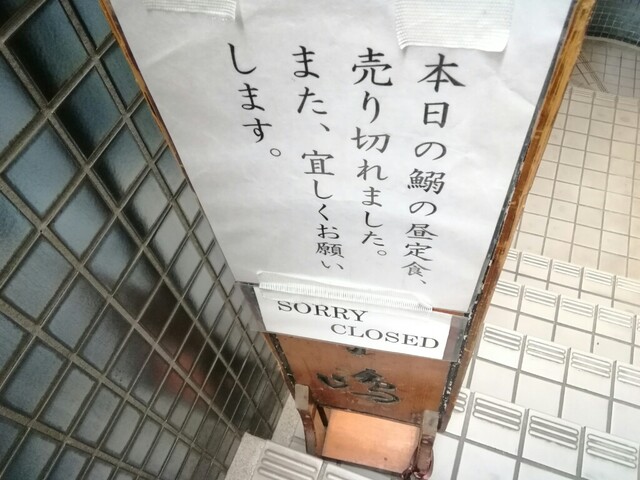 本日の鰯の昼定食、
売り切れました。
また、宜しくお願い
します。
SORRY
CLOSED
嶋